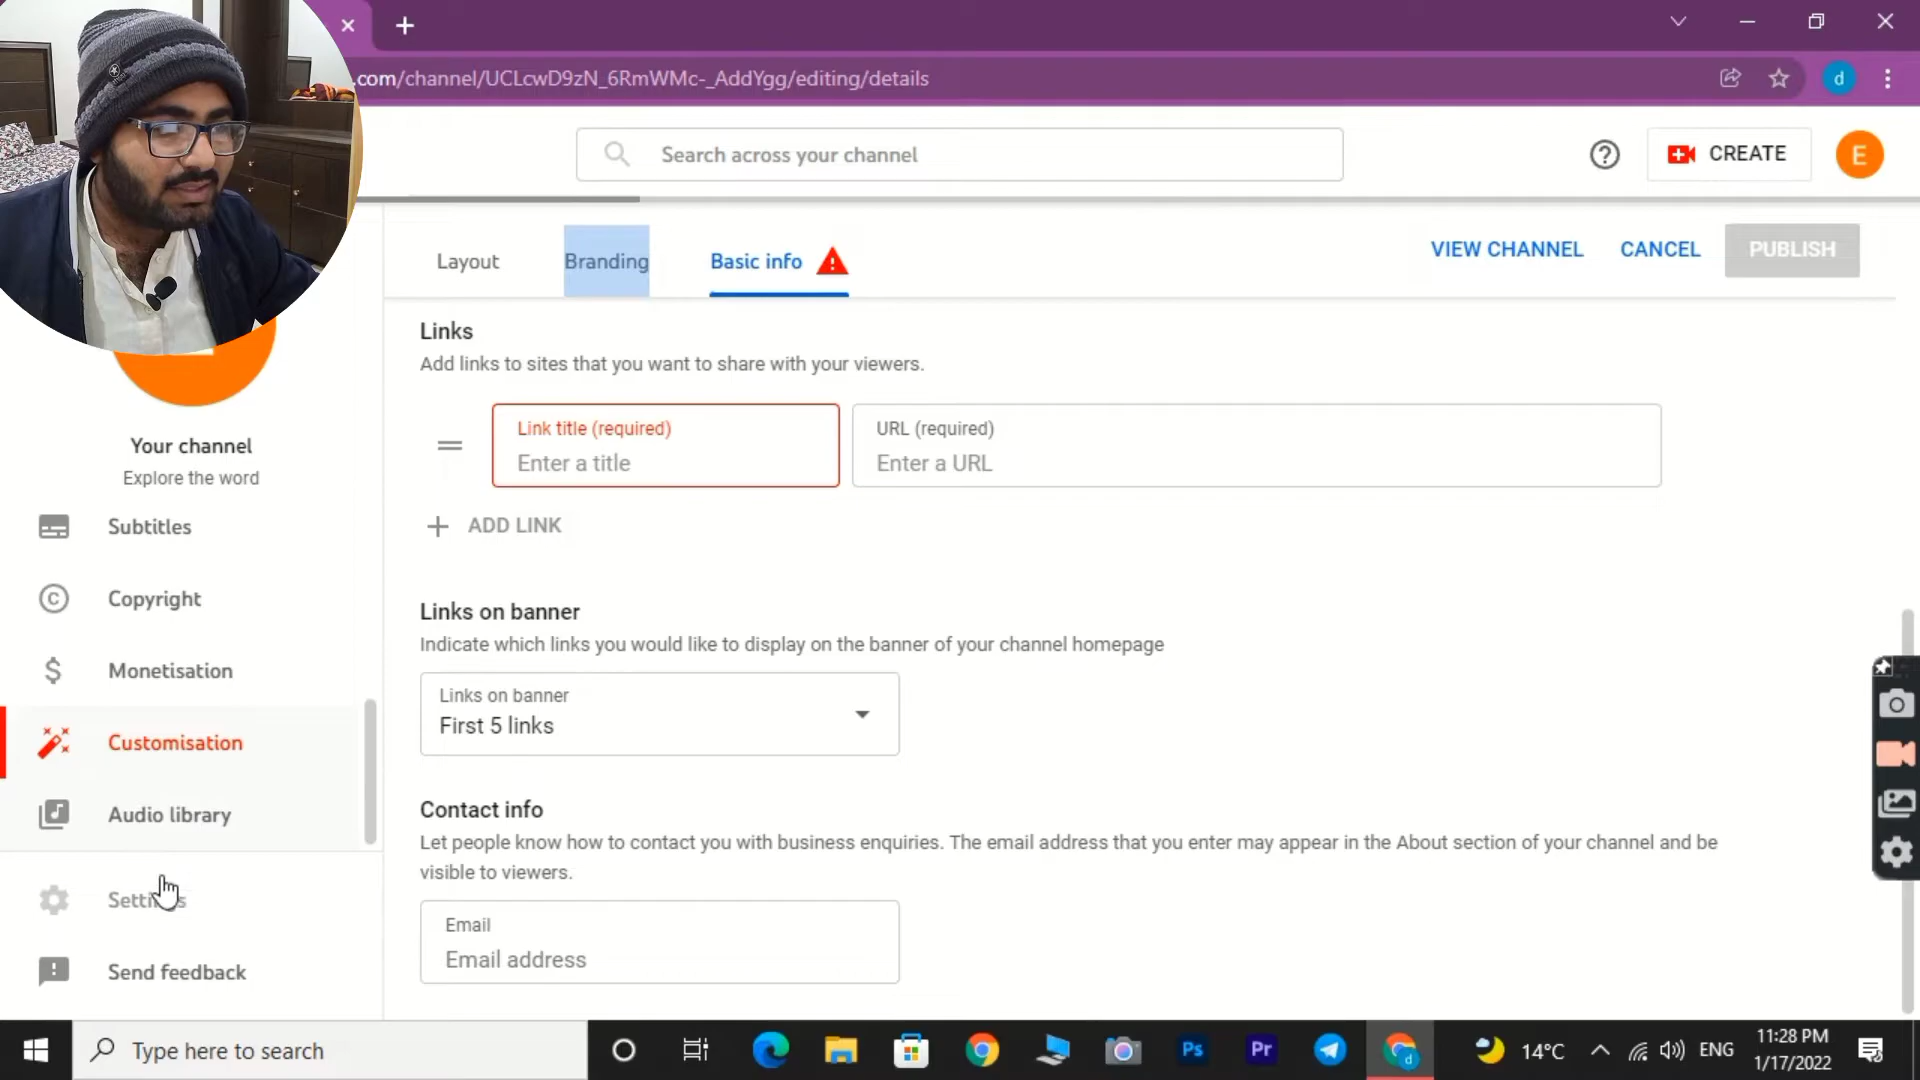 .com/channel/UCLcwD9zN_6RmWMc-_AddYgg/editing/details
d
Search across your channel
CREATE
E
Layout
Branding
Basic info
VIEW CHANNEL
CANCEL
PUBLISH
Links
Add links to sites that you want to share with your viewers.
Link title (required)
Enter a title
URL (required)
Enter a URL
+ ADD LINK
Links on banner
Indicate which links you would like to display on the banner of your channel homepage
Links on banner
First 5 links
Contact info
Let people know how to contact you with business enquiries. The email address that you enter may appear in the About section of your channel and be
visible to viewers.
Email
Email address
Your channel
Explore the word
Subtitles
Copyright
Monetisation
Customisation
Audio library
Settings
Send feedback
Type here to search
Ps
Pr
d
14°C
ENG
11:28 PM
1/17/2022